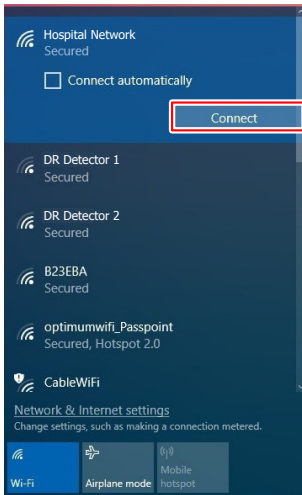 Hospital Network
Secured
Connect automatically
Connect
DR Detector 1
Secured
DR Detector 2
Secured
B23EBA
Secured
optimumwifi_Passpoint
Secured, Hotspot 2.0
CableWiFi
Network & Internet settings
Change settings, such as making a connection metered.
Wi-Fi
Airplane mode
Mobile
hotspot